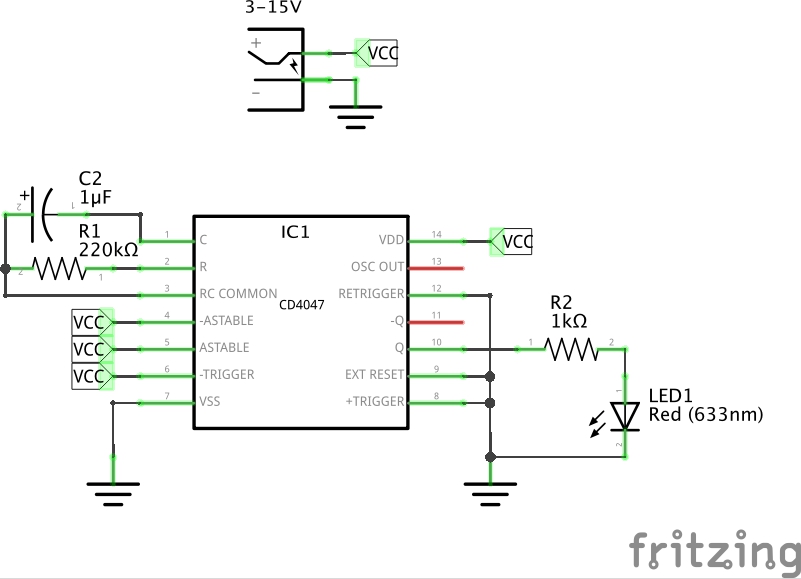 3-15V
+
VCC
−
C2
1µF
+
2
1
R1
220kΩ
2
1
IC1
CD4047
1
C
2
R
3
RC COMMON
VCC
4
-ASTABLE
VCC
5
ASTABLE
VCC
6
-TRIGGER
7
VSS
VDD
14
VCC
OSC OUT
13
RETRIGGER
12
-Q
11
Q
10
EXT RESET
9
+TRIGGER
8
R2
1kΩ
1
2
LED1
Red (633nm)
1
2
fritzing